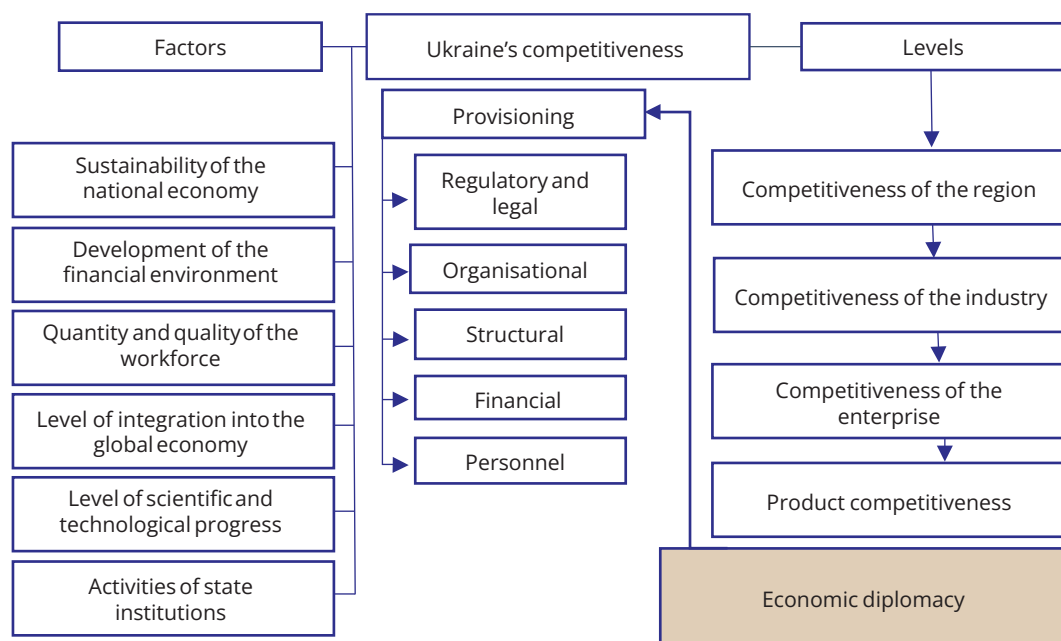 Factors
Ukraine’s competitiveness
Levels
Provisioning
Sustainability of the
national economy
Development of the
financial environment
Quantity and quality of the
workforce
Level of integration into the
global economy
Level of scientific and
technological progress
Activities of state
institutions
Regulatory and
legal
Organisational
Structural
Financial
Personnel
Competitiveness of the region
Competitiveness of the industry
Competitiveness of the
enterprise
Product competitiveness
Economic diplomacy